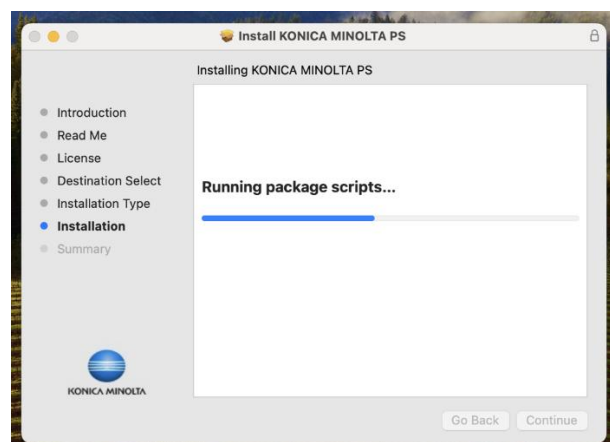 Install KONICA MINOLTA PS
Installing KONICA MINOLTA PS
Introduction
Read Me
License
Destination Select
Installation Type
Installation
Summary
Running package scripts...
KONICA MINOLTA
Go Back
Continue